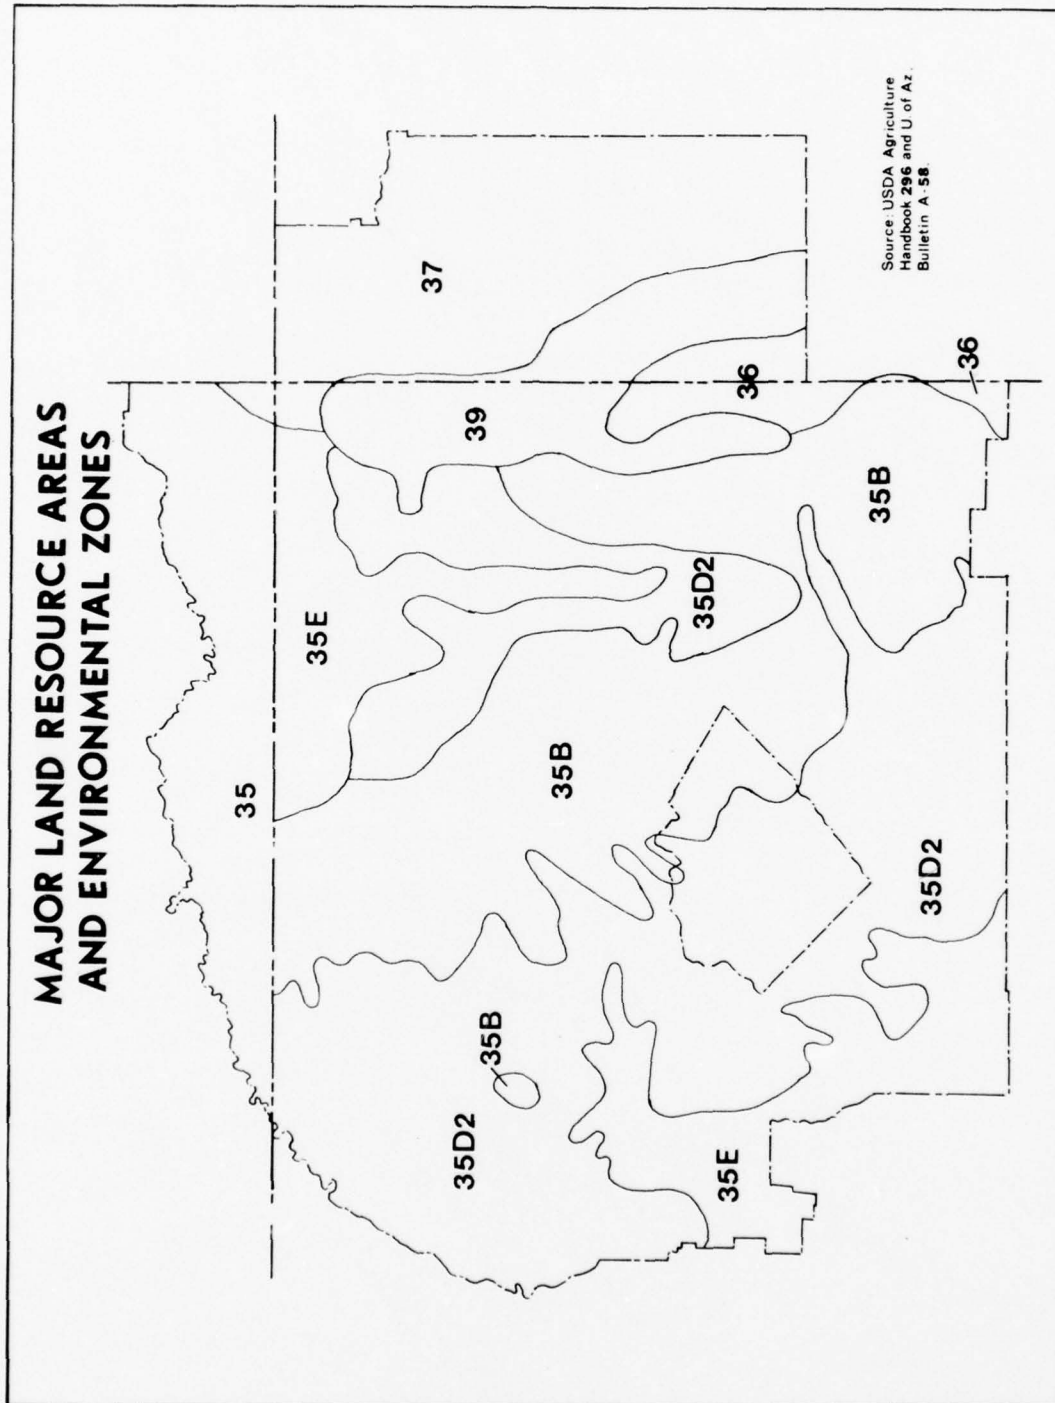 MAJOR LAND RESOURCE AREAS
AND ENVIRONMENTAL ZONES
35
35E
37
39
35D2
35B
35B
36
35D2
35E
35B
36
35D2
Source: USDA Agriculture
Handbook 296 and U. of Az.
Bulletin A-58.